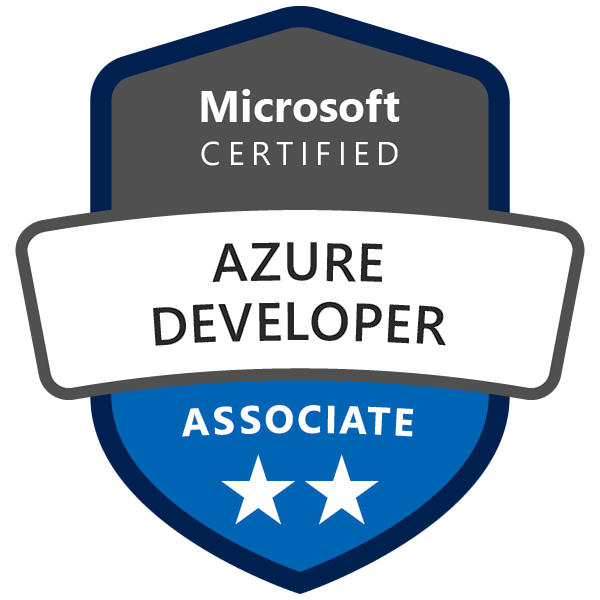 Microsoft
CERTIFIED
AZURE
DEVELOPER
ASSOCIATE